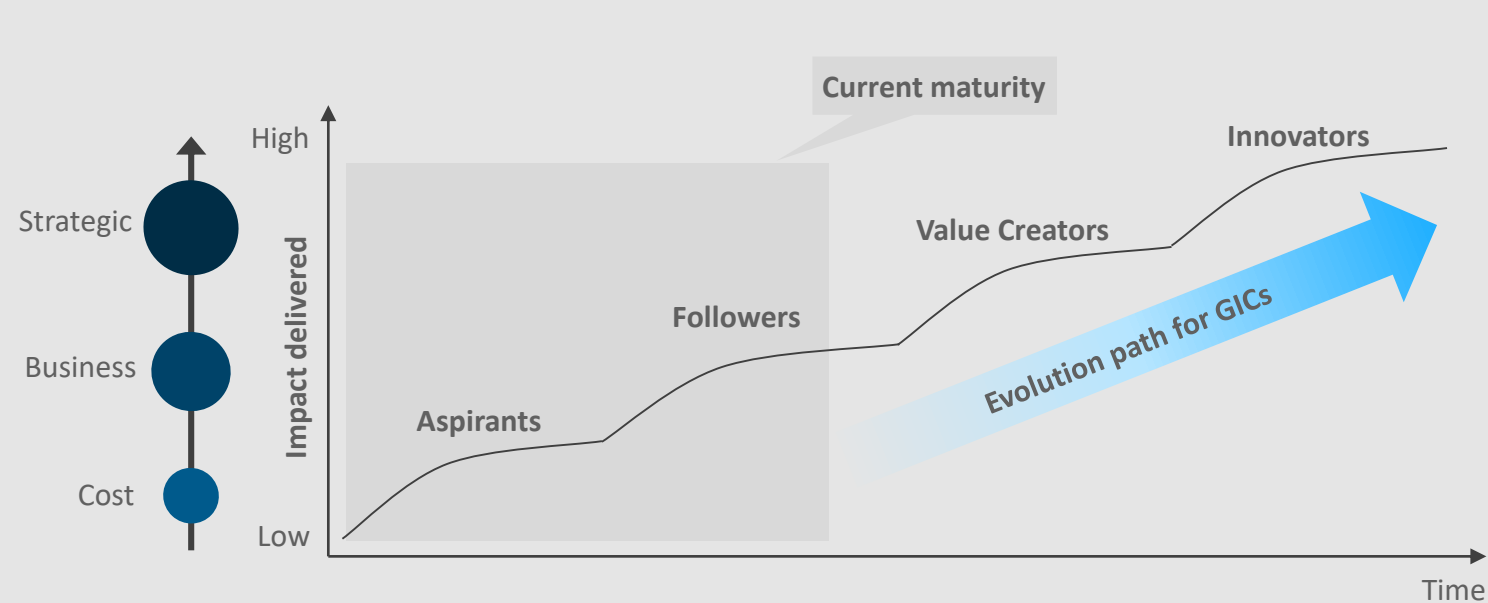 Current maturity
High
Innovators
Strategic
Value Creators
Impact delivered
Followers
Evolution path for GICs
Business
Aspirants
Cost
Low
Time